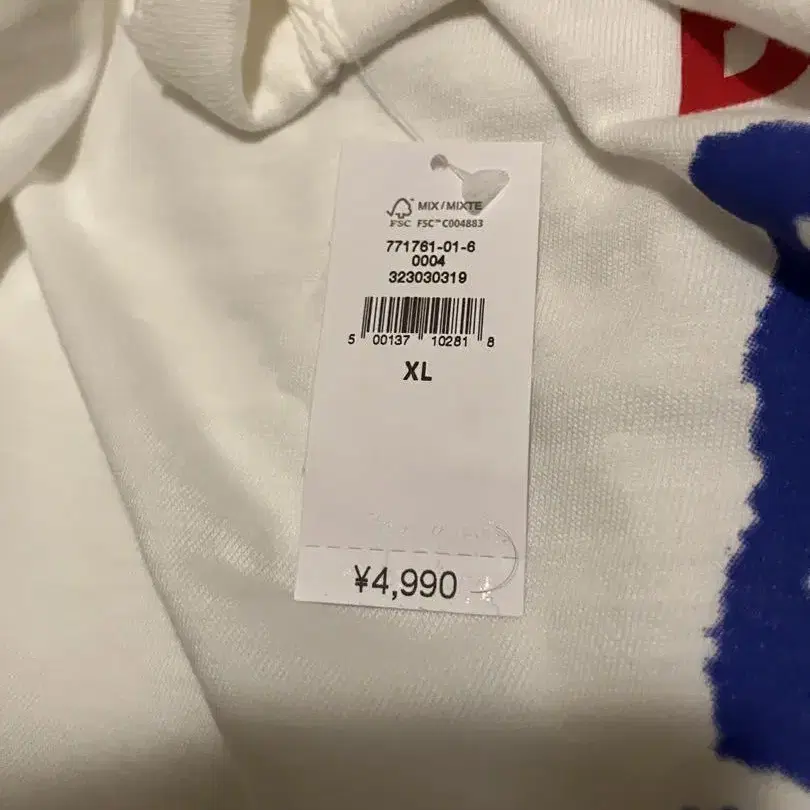 MIX / MIXTE
FSC FSC™ C004883
771761-01-6
0004
323030319
5 00137 10281 8
XL
¥4,990